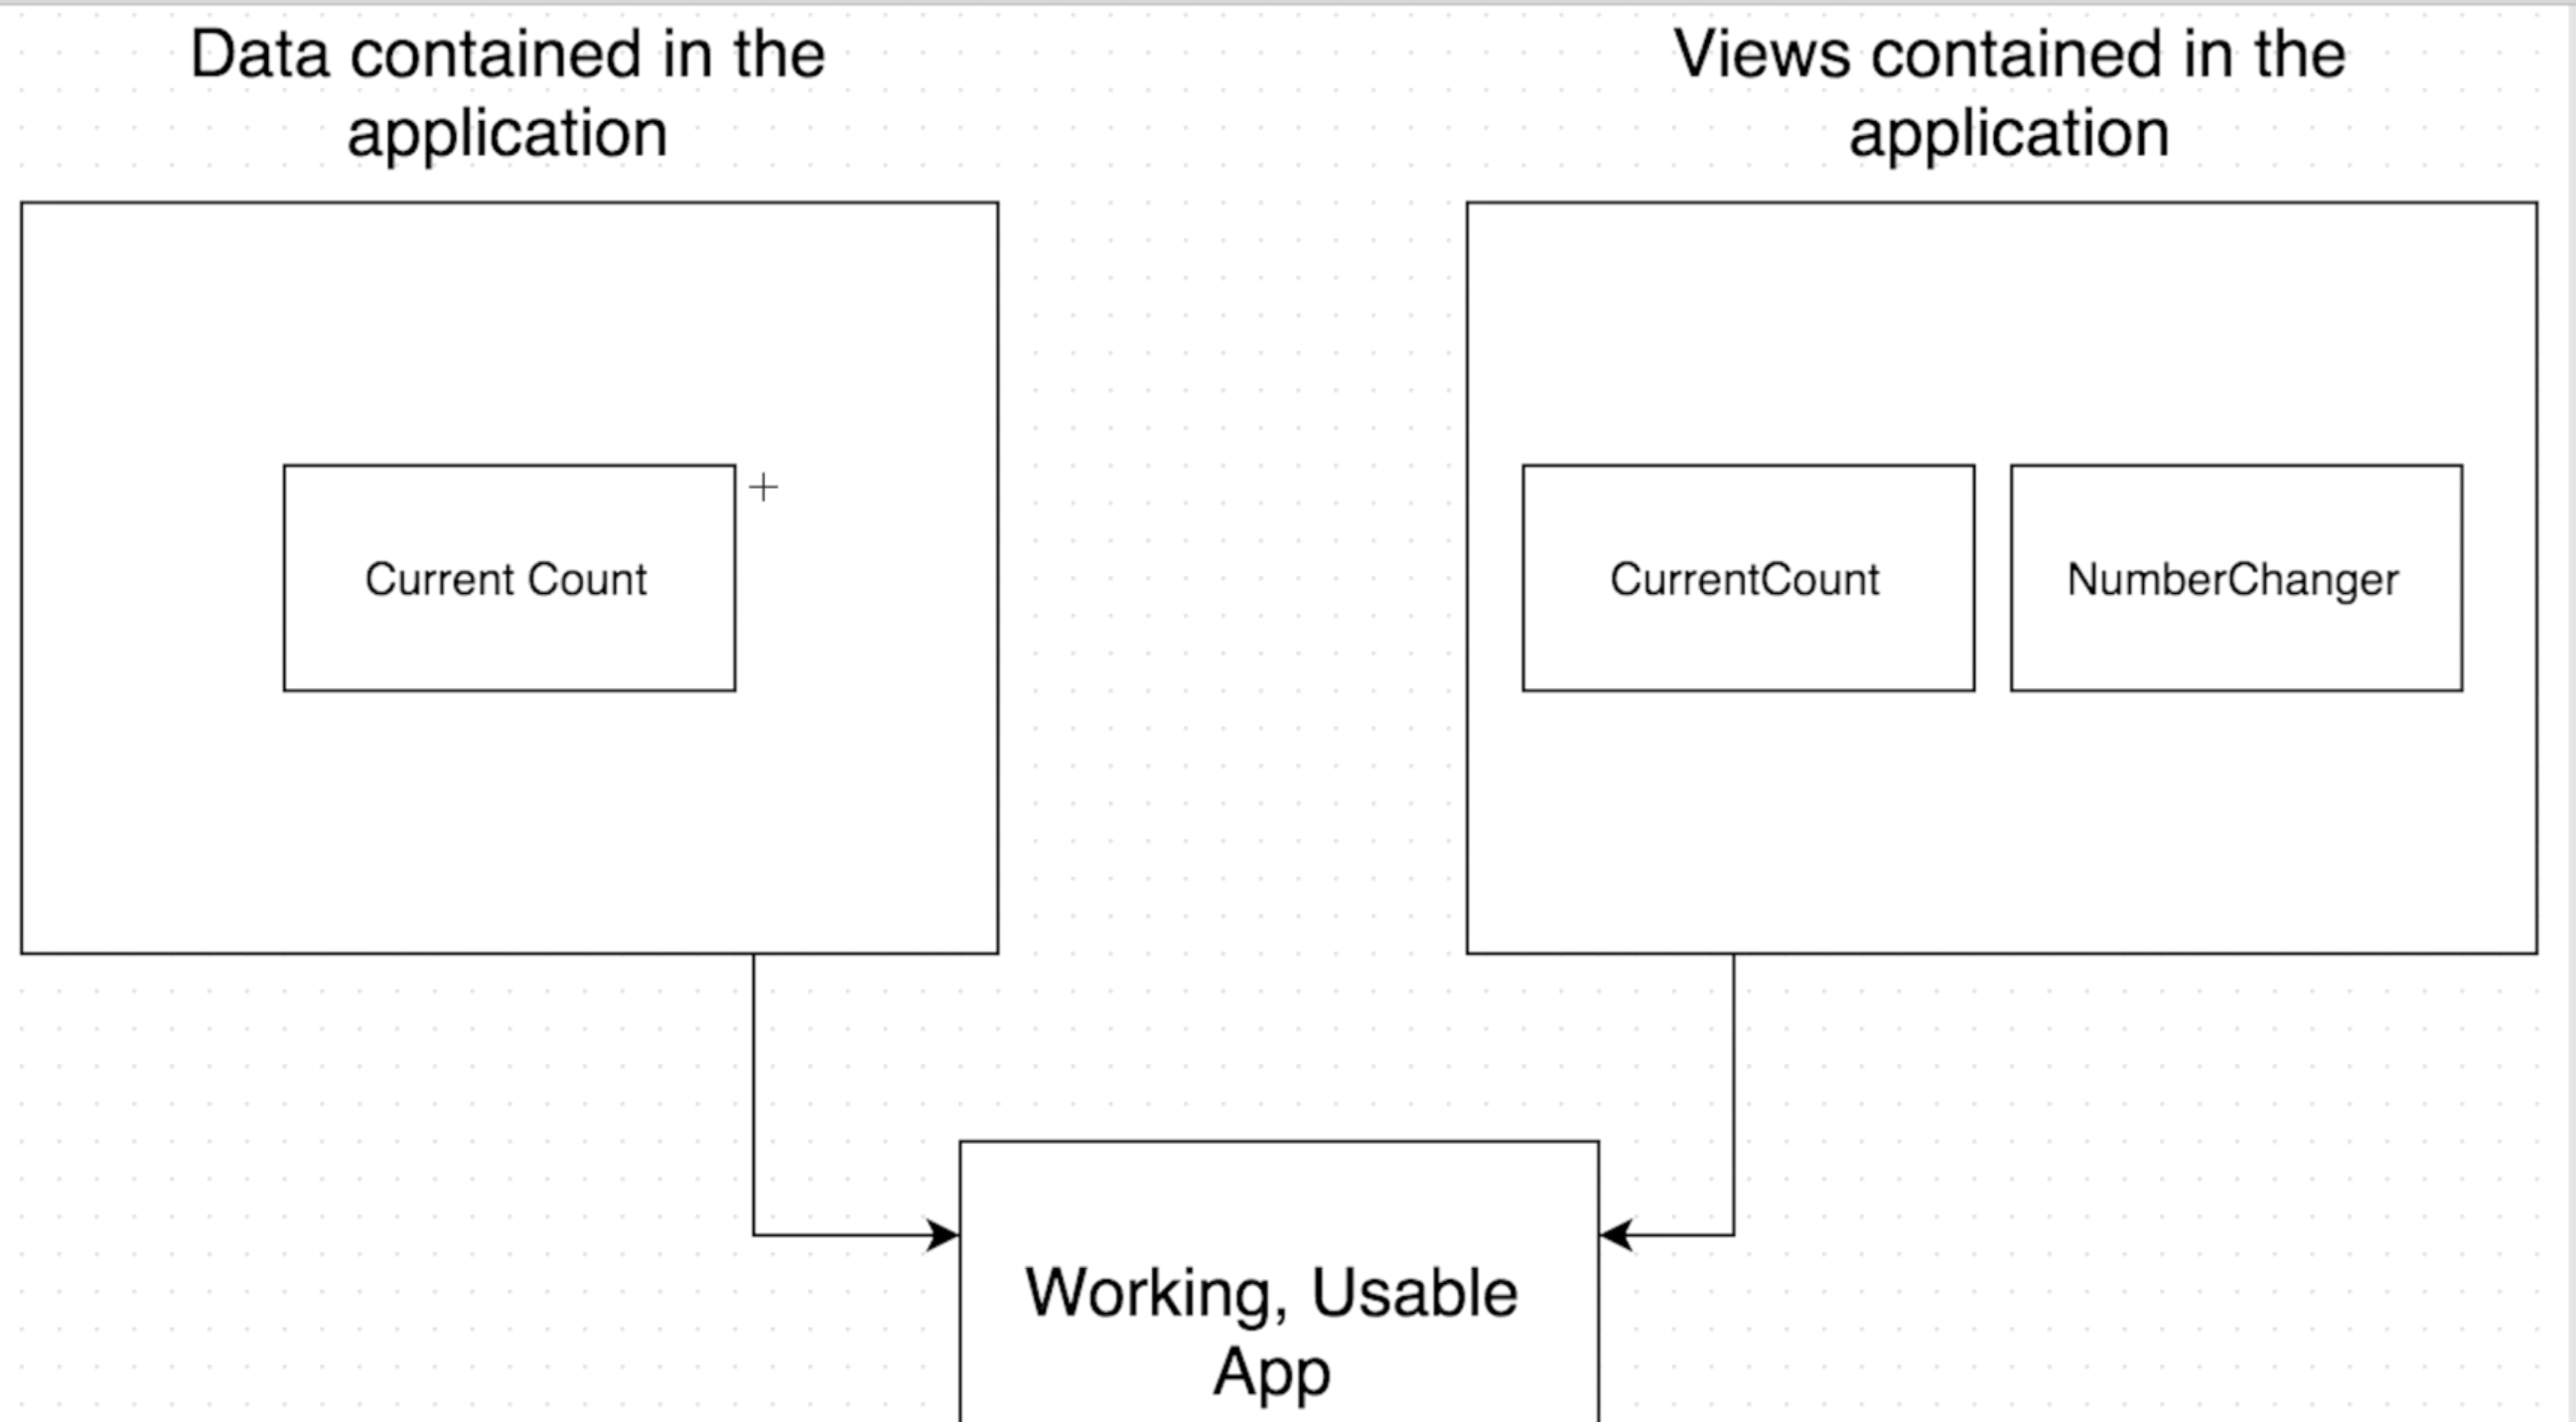 Data contained in the
application
Views contained in the
application
Current Count
CurrentCount
NumberChanger
Working, Usable
App